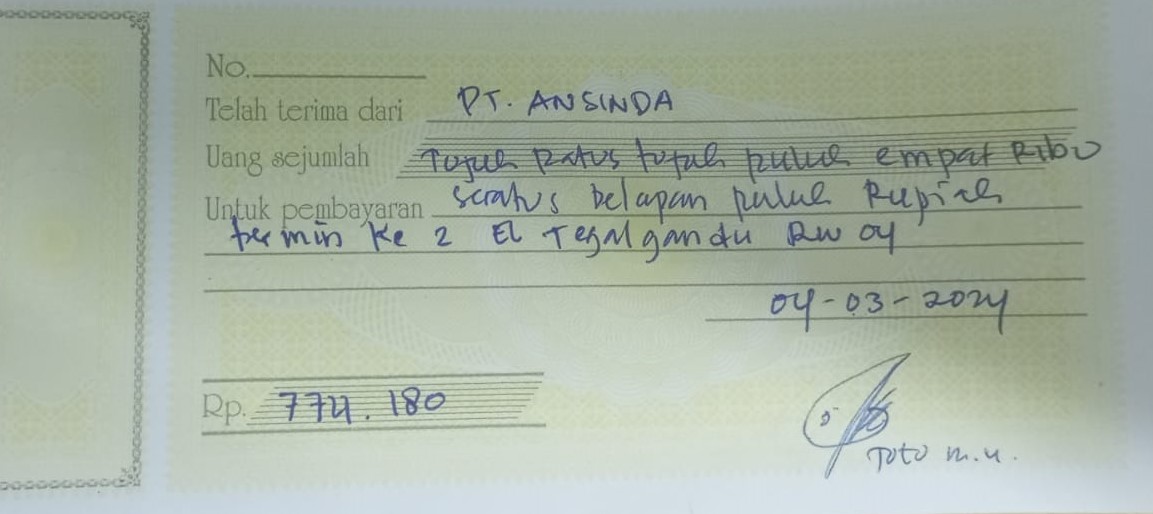 No.
Telah terima dari PT. ANSINDA
Uang sejumlah Tujuh Ratus tujuh puluh empat Ribu
seratus delapan puluh Rupiah
Untuk pembayaran
termin ke 2 EL Tegalgandu RW 04
04-03-2024
Rp. 774.180
Toto m.u.